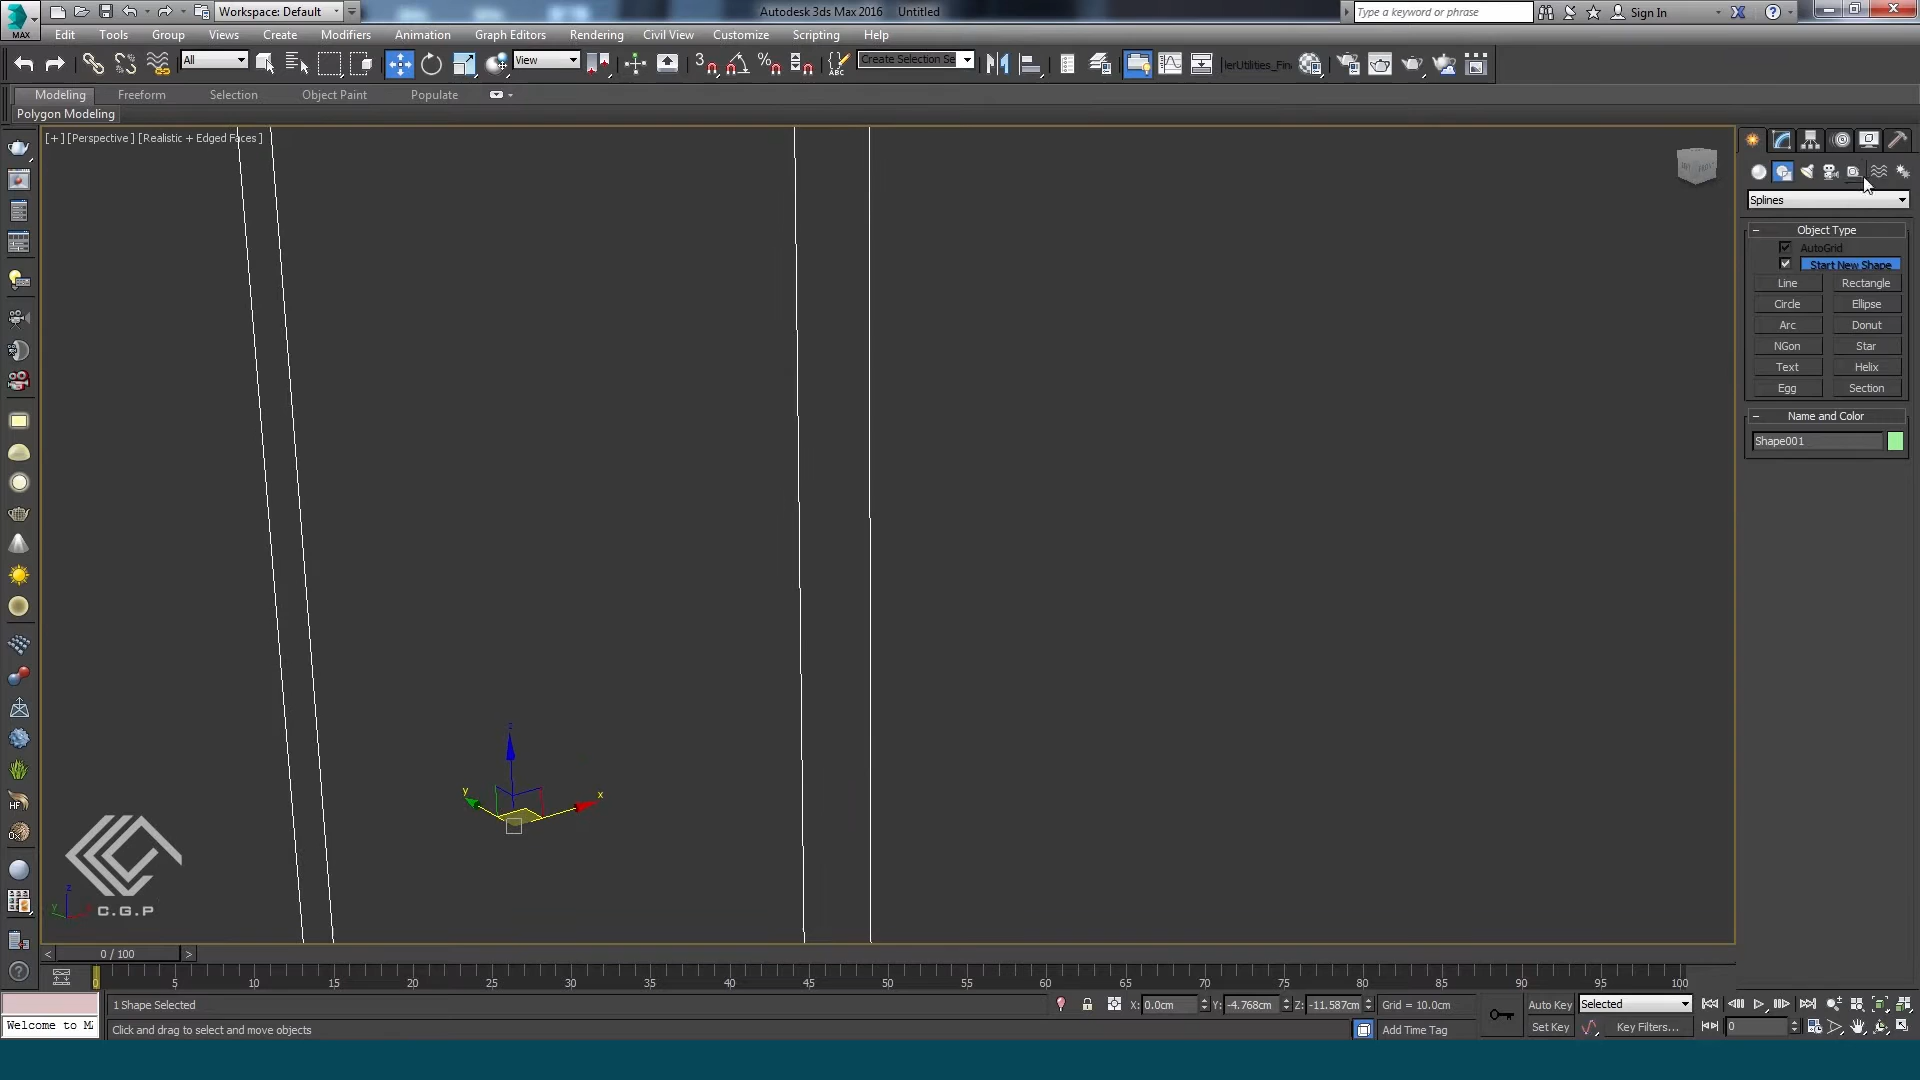 Workspace: Default
Autodesk 3ds Max 2016 Untitled
Type a keyword or phrase
Sign In
MAX
Edit Tools Group Views Create Modifiers Animation Graph Editors Rendering Civil View Customize Scripting Help
All
View
3
ABC
Create Selection Se
lerUtilities_Fin
Modeling Freeform Selection Object Paint Populate
Polygon Modeling
[+] [Perspective] [Realistic + Edged Faces]
Splines
Object Type
AutoGrid
Start New Shape
Line Rectangle
Circle Ellipse
Arc Donut
NGon Star
Text Helix
Egg Section
Name and Color
Shape001
z
y
x
HF
z
y
C.G.P
0 / 100
0 5 10 15 20 25 30 35 40 45 50 55 60 65 70 75 80 85 90 95 100
1 Shape Selected
X: 0.0cm Y: -4.768cm Z: -11.587cm Grid = 10.0cm
Auto Key Selected
Welcome to M
Click and drag to select and move objects
Add Time Tag
Set Key Key Filters...
0